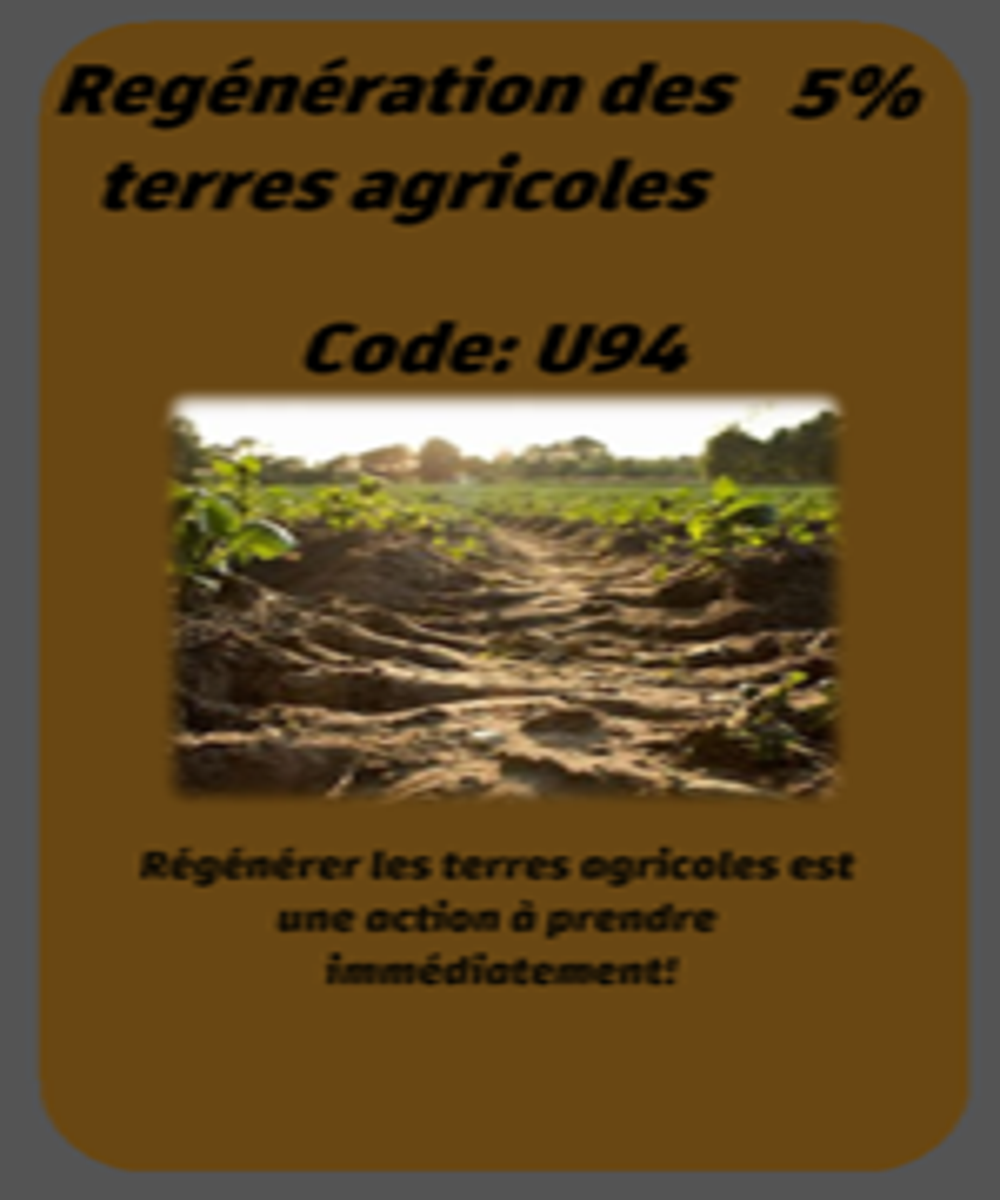 Regénération des 5%
terres agricoles
Code: U94
Régénérer les terres agricoles est
une action à prendre
immédiatement!